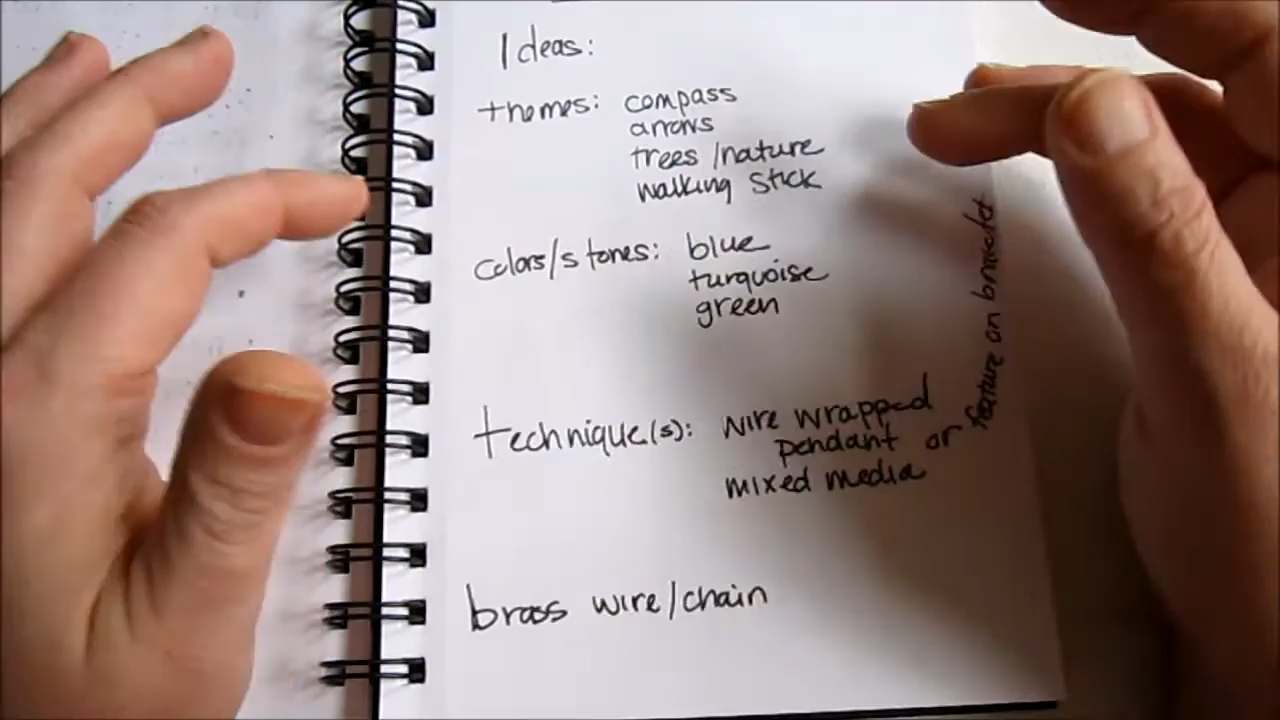 Ideas:
themes: compass
arrows
trees/nature
walking stick
colors/stones: blue
turquoise
green
technique(s): wire wrapped
pendant or feature on bracelet
mixed media
brass wire/chain